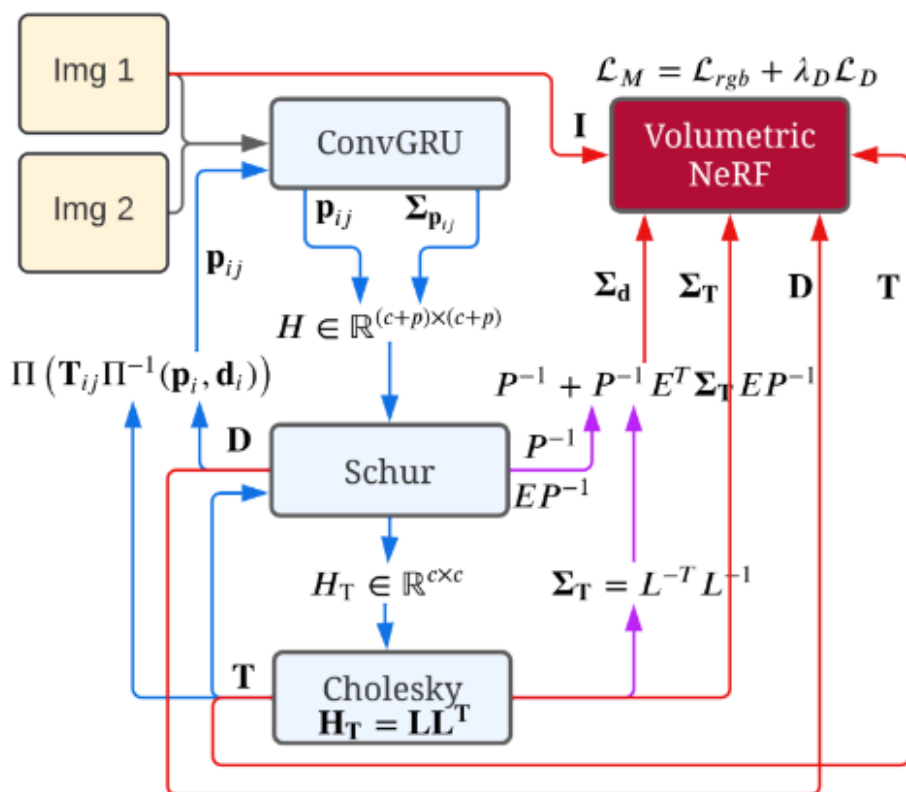 Img 1
ℒ_M = ℒ_rgb + λ_D ℒ_D
ConvGRU
I
Volumetric
NeRF
Img 2
p_ij
Σ_p_ij
p_ij
Σ_d
Σ_T
D
T
H ∈ ℝ^(c+p)×(c+p)
Π (T_ij Π^−1 (p_i, d_i))
P^−1 + P^−1 E^T Σ_T E P^−1
D
P^−1
Schur
EP^−1
H_T ∈ ℝ^c×c
Σ_T = L^−T L^−1
T
Cholesky
H_T = LL^T